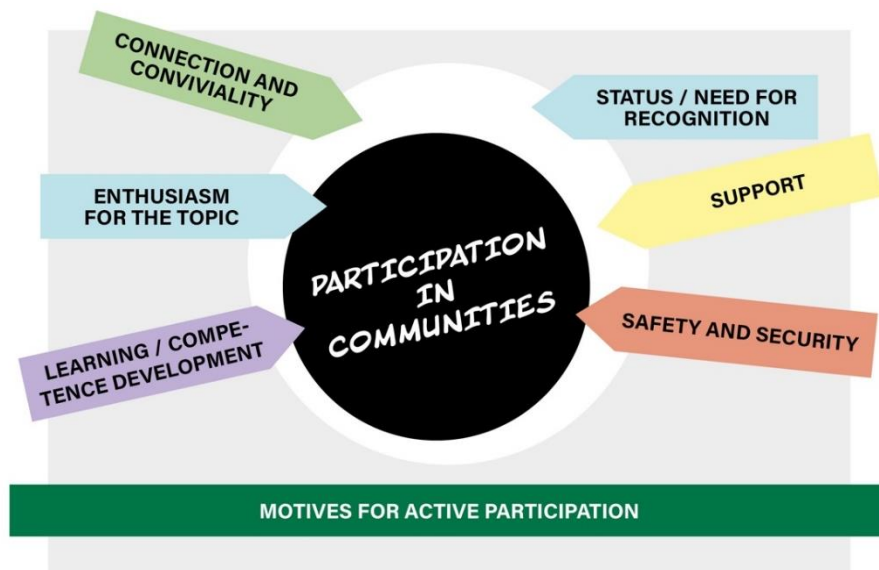 CONNECTION AND
CONVIVIALITY
STATUS / NEED FOR
RECOGNITION
ENTHUSIASM
FOR THE TOPIC
SUPPORT
PARTICIPATION
IN
COMMUNITIES
LEARNING / COMPE-
TENCE DEVELOPMENT
SAFETY AND SECURITY
MOTIVES FOR ACTIVE PARTICIPATION